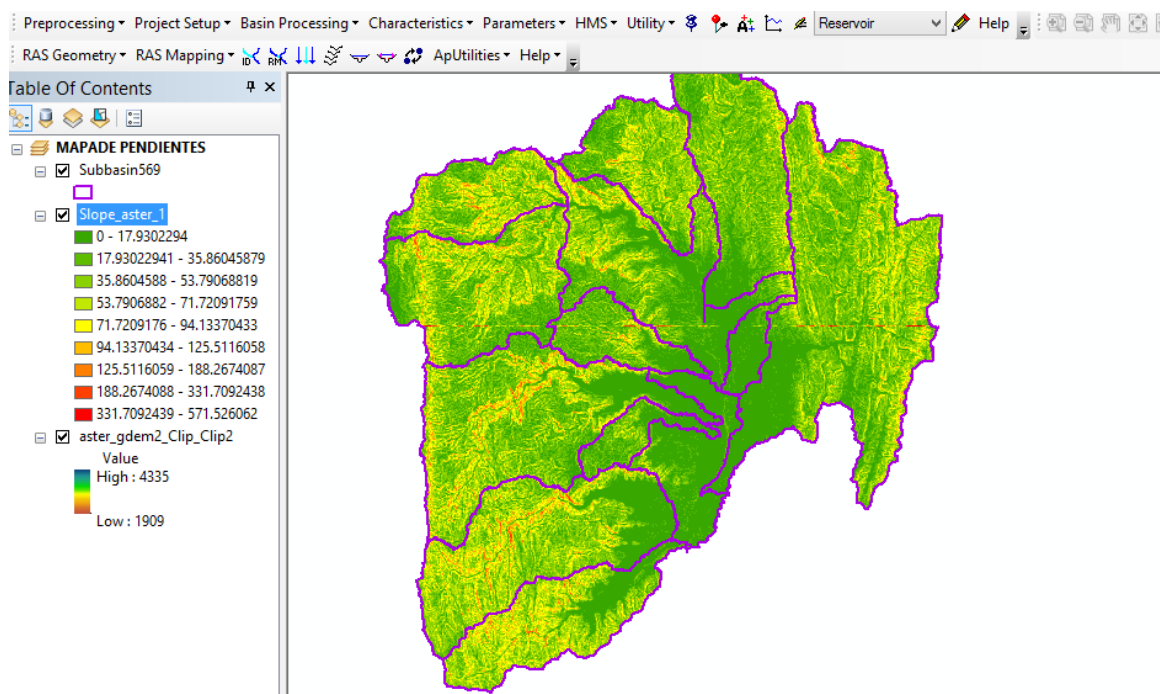 Preprocessing Project Setup Basin Processing Characteristics Parameters HMS Utility Reservoir Help
RAS Geometry RAS Mapping ID RM ApUtilities Help
Table Of Contents
MAPADE PENDIENTES
Subbasin569
Slope_aster_1
0 - 17.9302294
17.93022941 - 35.86045879
35.8604588 - 53.79068819
53.7906882 - 71.72091759
71.7209176 - 94.13370433
94.13370434 - 125.5116058
125.5116059 - 188.2674087
188.2674088 - 331.7092438
331.7092439 - 571.526062
aster_gdem2_Clip_Clip2
Value
High : 4335
Low : 1909